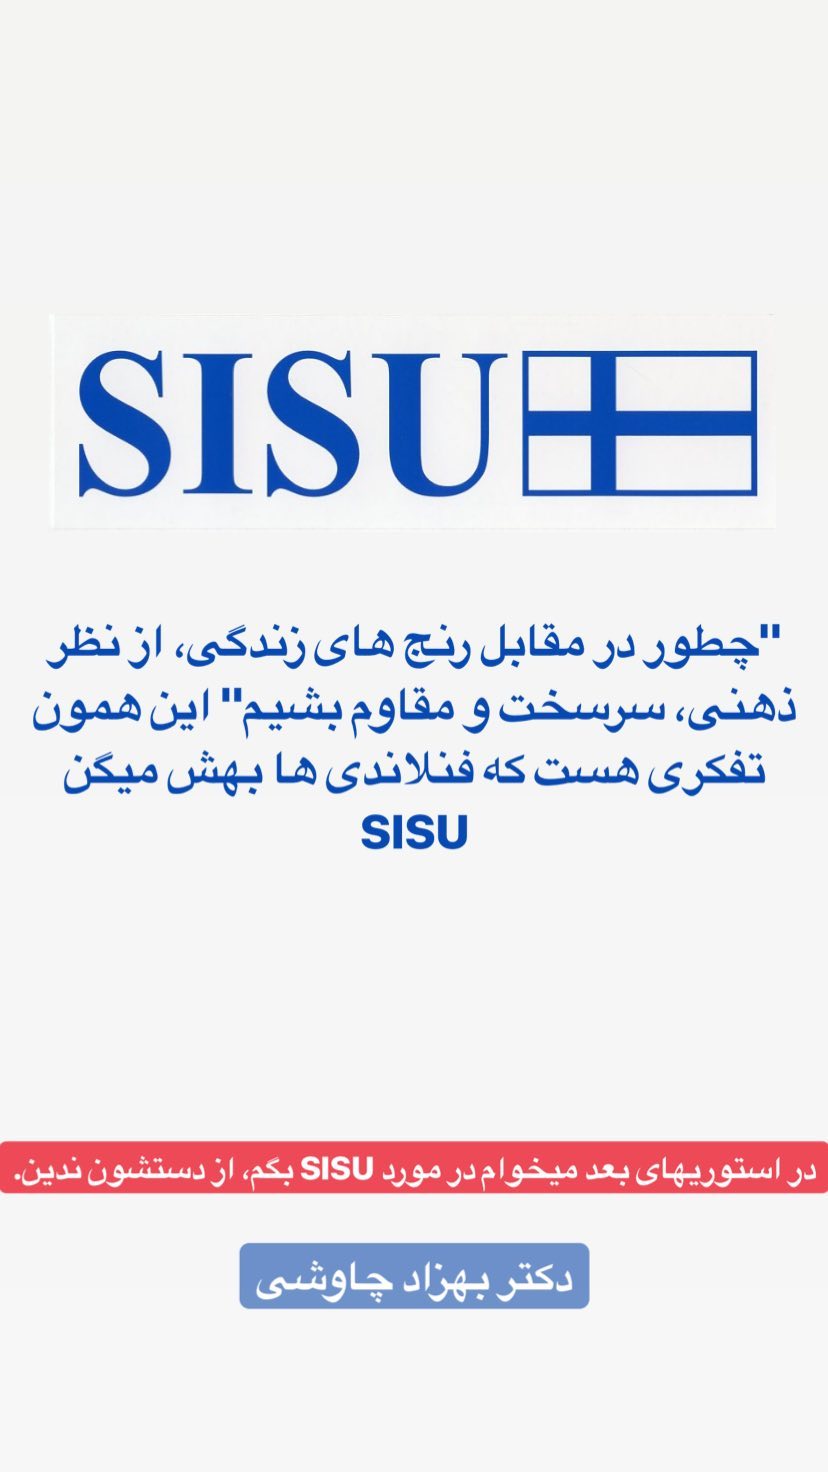 SISU
"چطور در مقابل رنج های زندگی، از نظر
ذهنی، سرسخت و مقاوم بشیم" این همون
تفکری هست که فنلاندی ها بهش میگن
SISU
در استوریهای بعد میخوام در مورد SISU بگم، از دستشون ندین.
دکتر بهزاد چاوشی